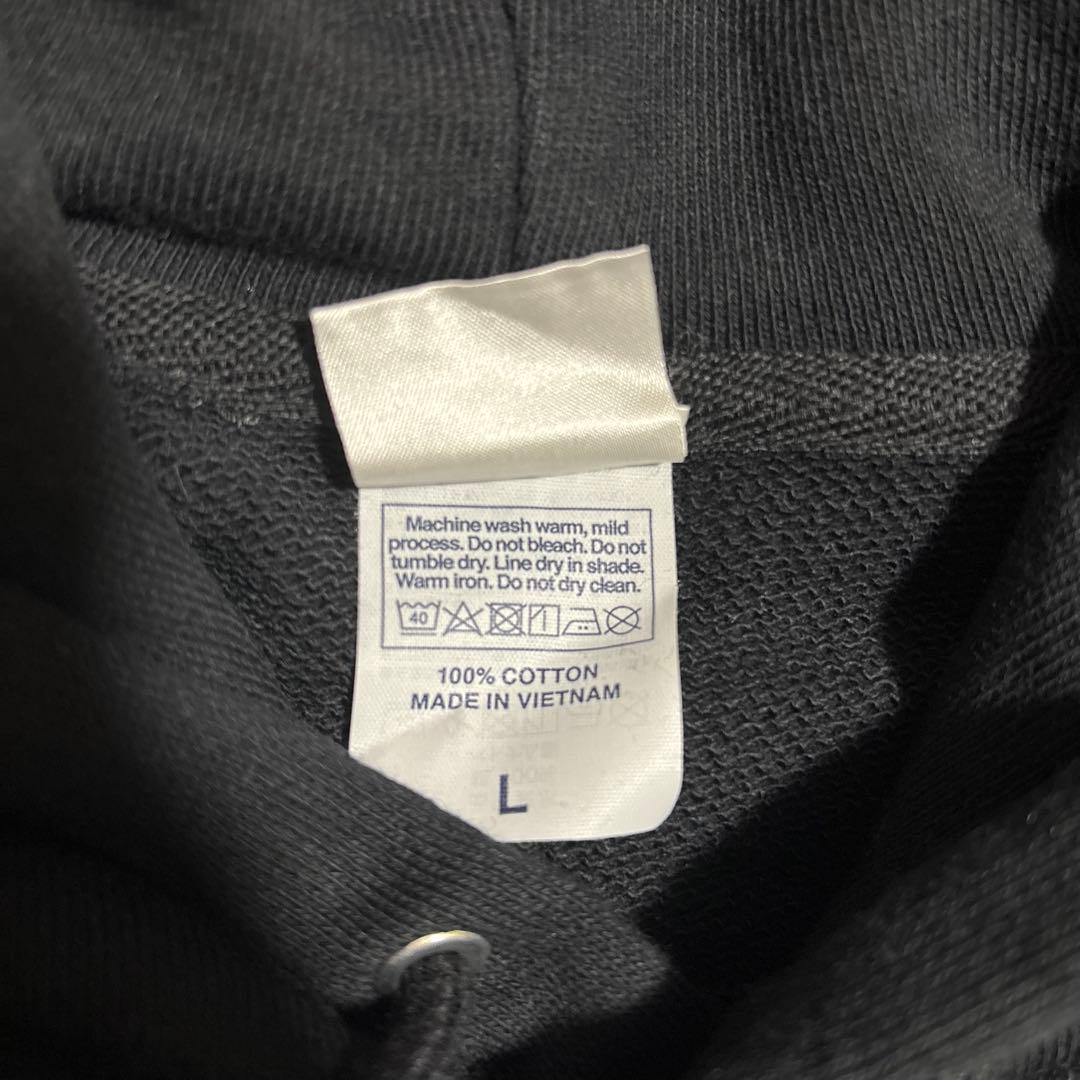 Machine wash warm, mild
process. Do not bleach. Do not
tumble dry. Line dry in shade.
Warm iron. Do not dry clean.
40
100% COTTON
MADE IN VIETNAM
L